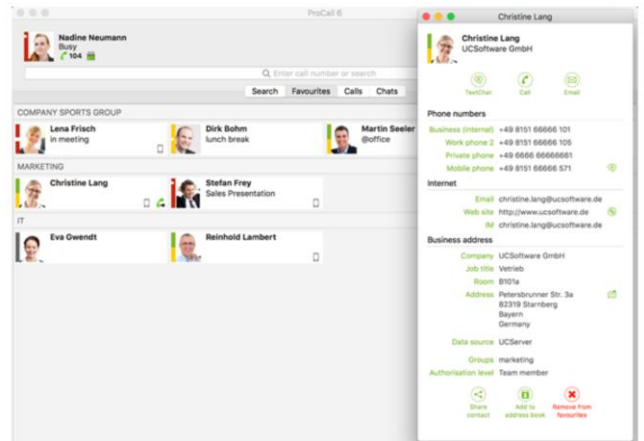 ProCall 6
Nadine Neumann
Busy
104
Enter call number or search
Search Favourites Calls Chats
COMPANY SPORTS GROUP
Lena Frisch
in meeting
Dirk Bohm
lunch break
Martin Seeler
@office
MARKETING
Christine Lang
Stefan Frey
Sales Presentation
IT
Eva Gwendt
Reinhold Lambert
Christine Lang
Christine Lang
UCSoftware GmbH
TextChat Call Email
Phone numbers
Business (internal) +49 8151 66666 101
Work phone 2 +49 8151 66666 105
Private phone +49 6666 66666661
Mobile phone +49 8151 66666 571
Internet
Email christine.lang@ucsoftware.de
Web site http://www.ucsoftware.de
IM christine.lang@ucsoftware.de
Business address
Company UCSoftware GmbH
Job title Vetrieb
Room B101a
Address Petersbrunner Str. 3a
82319 Starnberg
Bayern
Germany
Data source UCServer
Groups marketing
Authorisation level Team member
Share contact
Add to address book
Remove from favourites